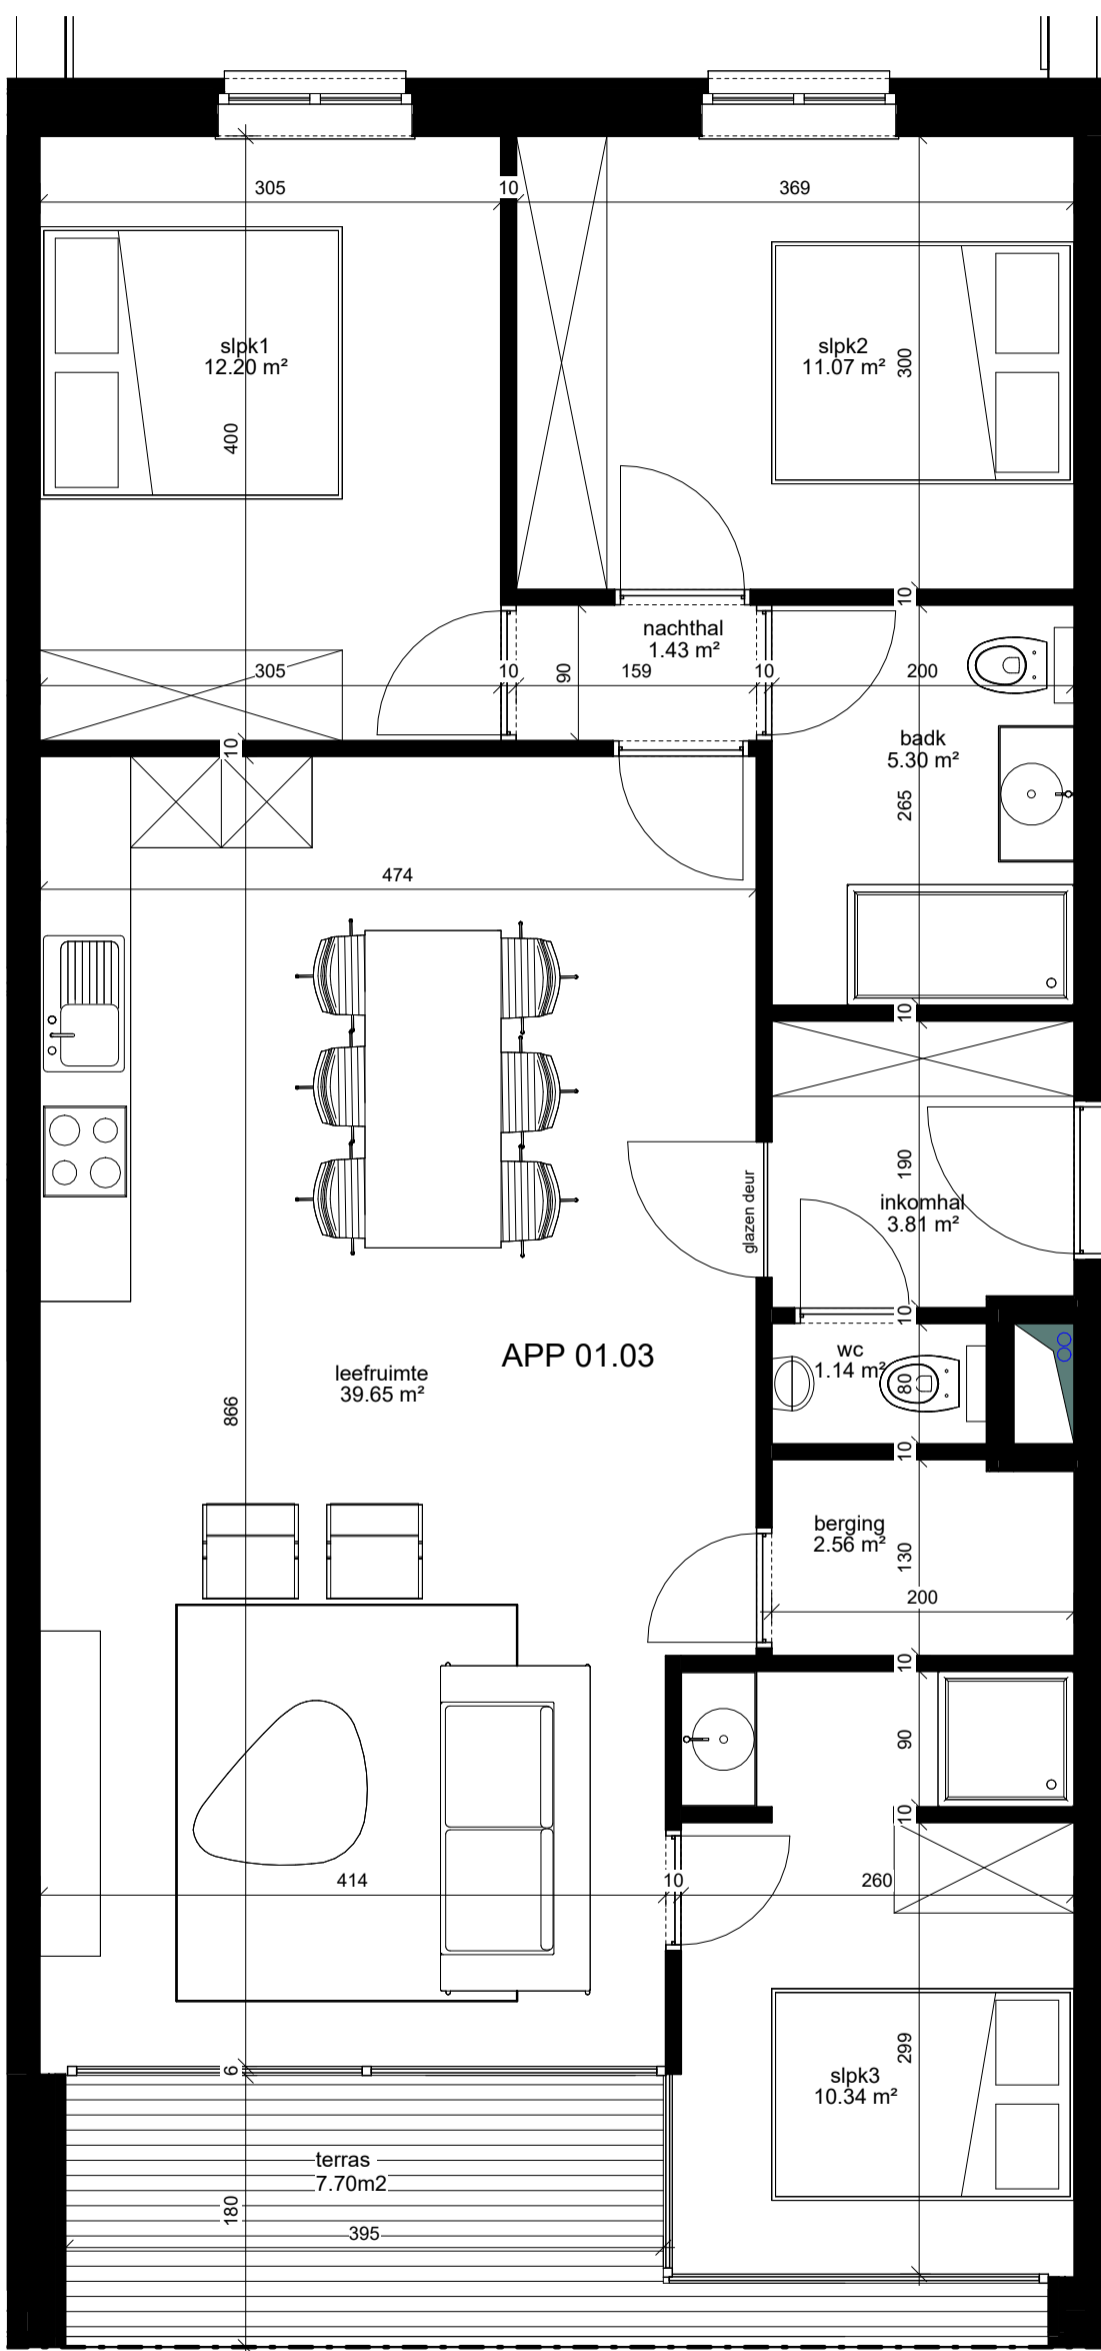 305
10
369
slpk1
12.20 m²
slpk2
11.07 m²
300
400
10
nachthal
1.43 m²
305
10
90
159
10
200
10
badk
5.30 m²
265
474
10
glazen deur
190
inkomhal
3.81 m²
10
wc
1.14 m²
80
APP 01.03
leefruimte
39.65 m²
866
10
berging
2.56 m²
130
200
10
90
10
414
10
260
299
6
slpk3
10.34 m²
terras
7.70m2
180
395